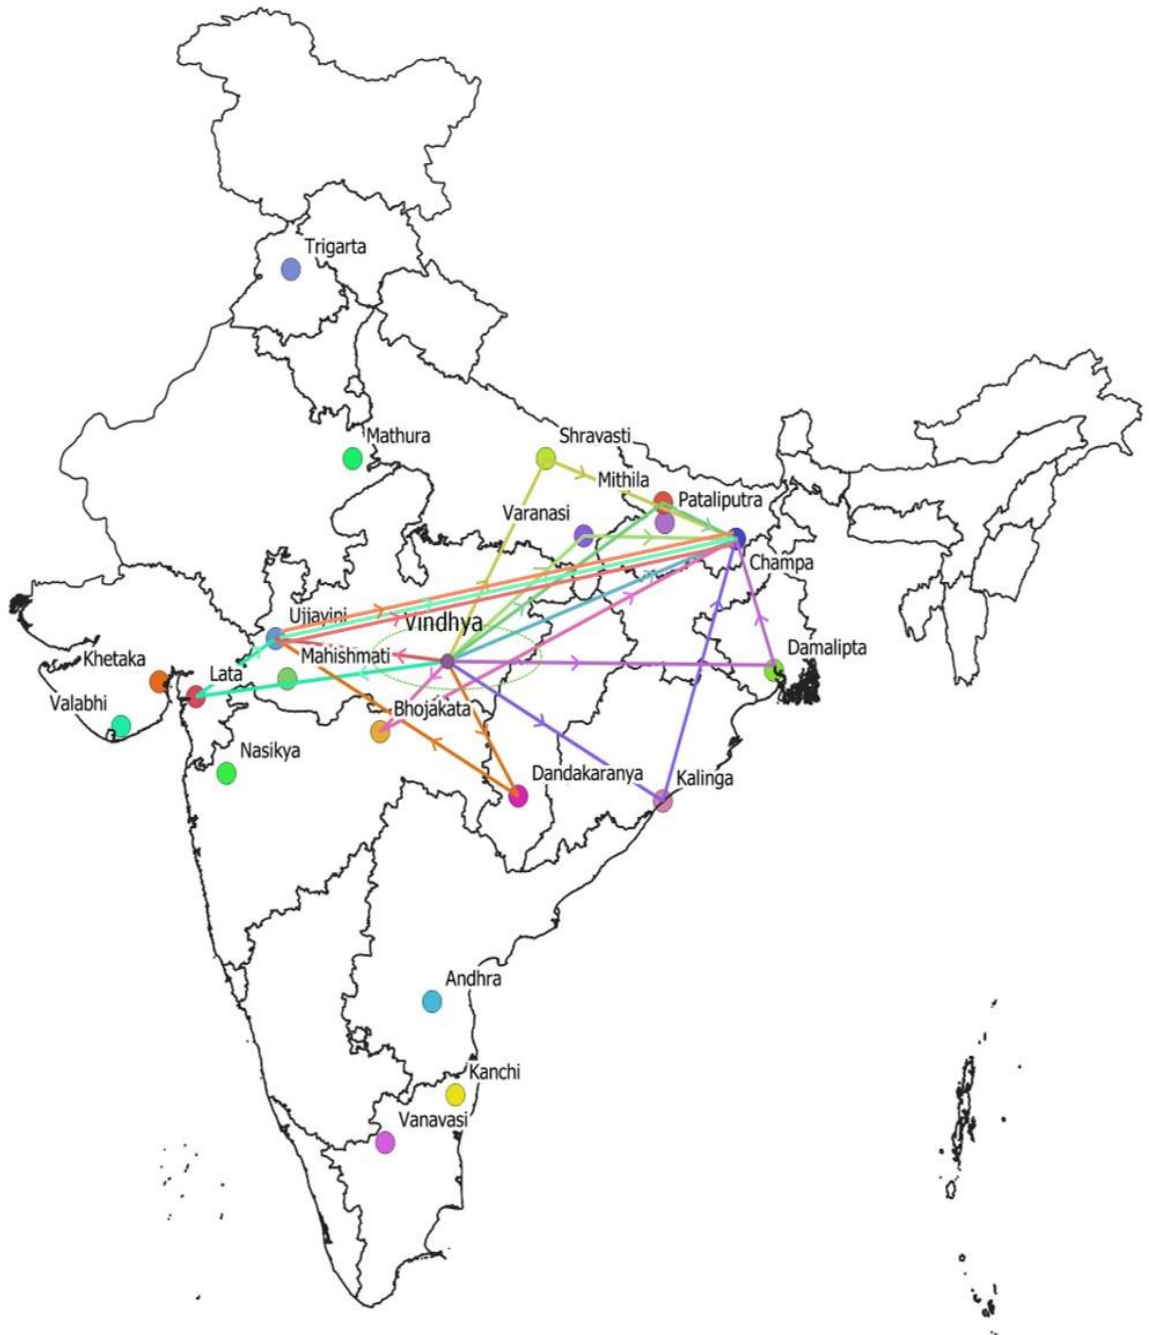 Trigarta
Mathura
Shravasti
Mithila
Pataliputra
Varanasi
Champa
Ujjayini
Vindhya
Damalipta
Khetaka
Mahishmati
Lata
Valabhi
Bhojakata
Nasikya
Dandakaranya
Kalinga
Andhra
Kanchi
Vanavasi